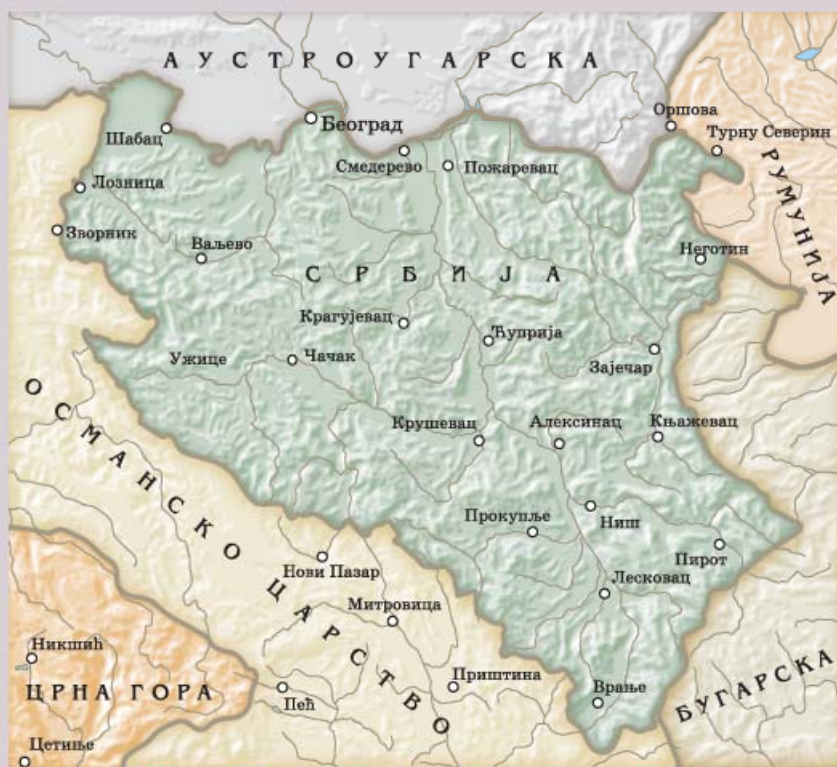 АУСТРОУГАРСКА
Оршова
Београд
Шабац
Турну Северин
Смедерево
Пожаревац
РУМУНИЈА
Лозница
Зворник
Ваљево
Неготин
СРБИЈА
Крагујевац
Ћуприја
Ужице
Чачак
Зајечар
ОСМАНСКО ЦАРСТВО
Крушевац
Алексинац
Књажевац
Прокупље
Ниш
Пирот
Нови Пазар
Лесковац
Митровица
Никшић
Приштина
ЦРНА ГОРА
Пећ
Врање
БУГАРСКА
Цетиње